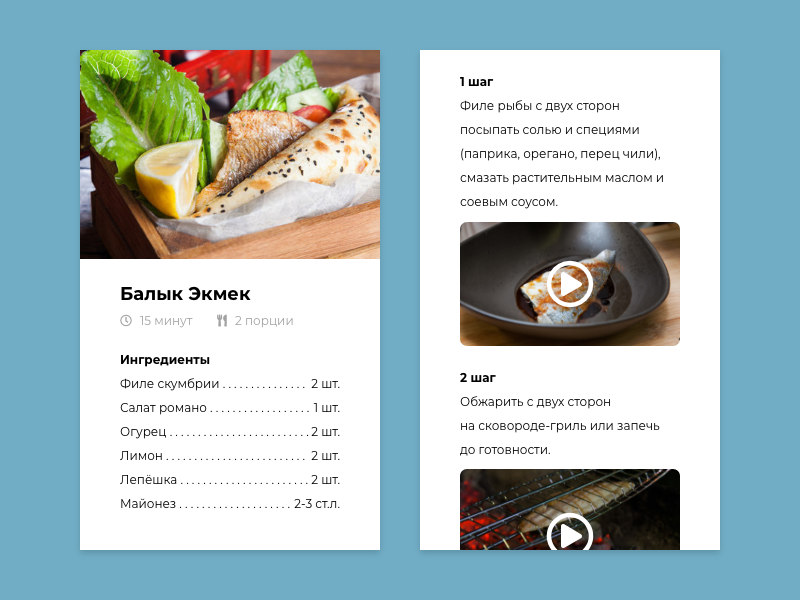 Балык Экмек
15 минут 2 порции
Ингредиенты
Филе скумбрии ............... 2 шт.
Салат романо .................. 1 шт.
Огурец ......................... 2 шт.
Лимон ......................... 2 шт.
Лепёшка ....................... 2 шт.
Майонез .................... 2-3 ст.л.
1 шаг
Филе рыбы с двух сторон
посыпать солью и специями
(паприка, орегано, перец чили),
смазать растительным маслом и
соевым соусом.
2 шаг
Обжарить с двух сторон
на сковороде-гриль или запечь
до готовности.